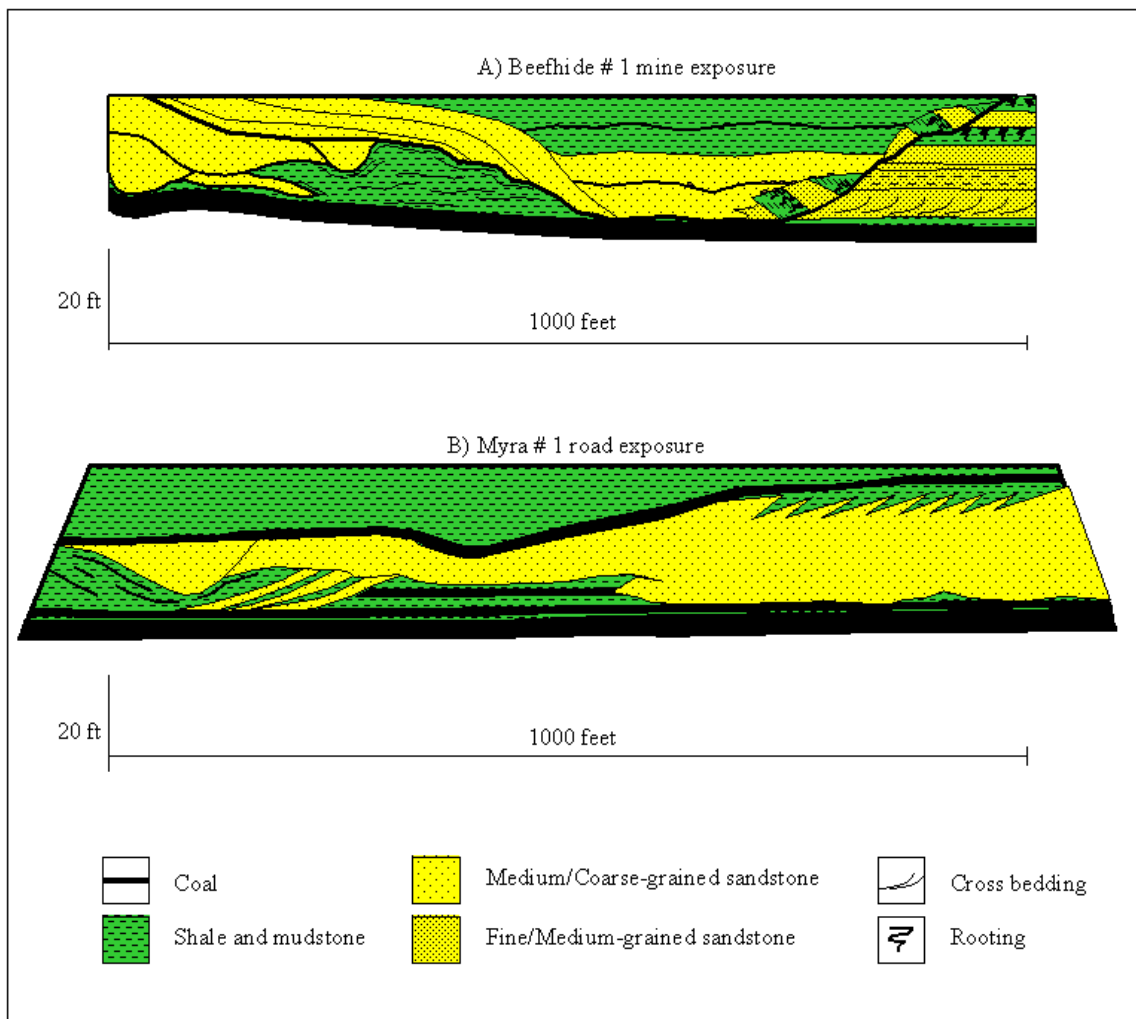 A) Beefhide # 1 mine exposure
20 ft
1000 feet
B) Myra # 1 road exposure
20 ft
1000 feet
Coal
Medium/Coarse-grained sandstone
Cross bedding
Shale and mudstone
Fine/Medium-grained sandstone
Rooting